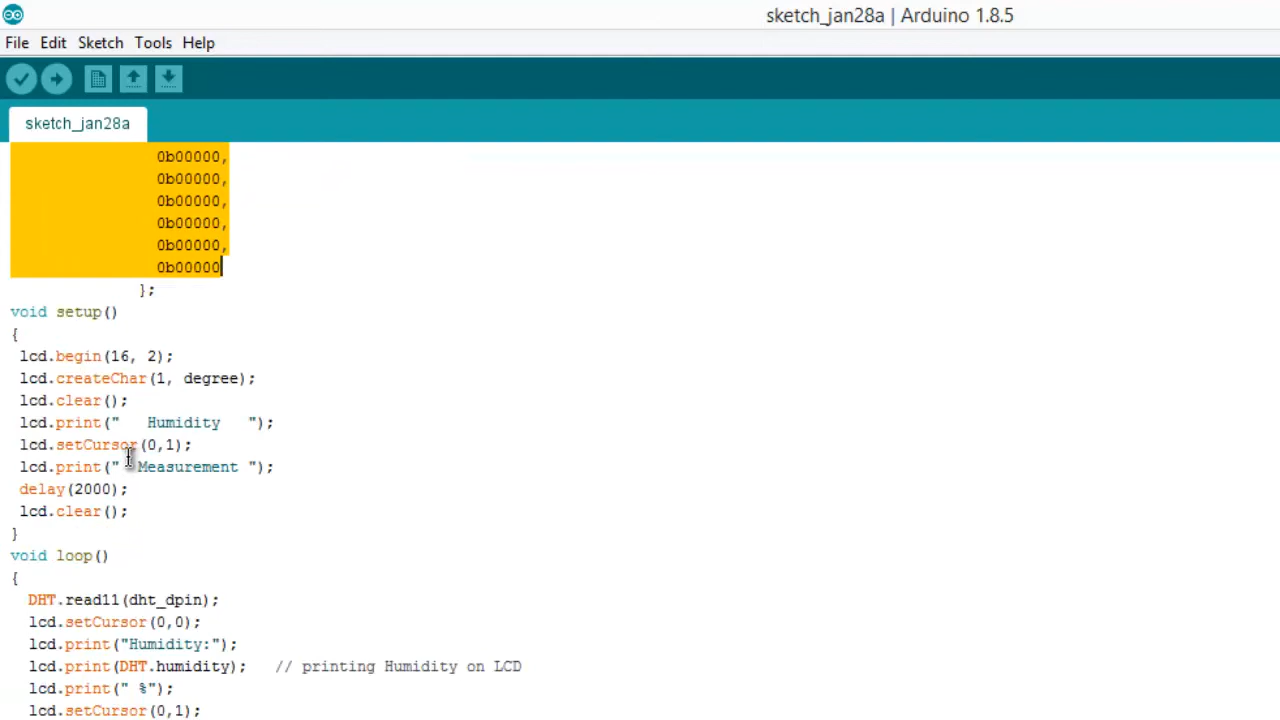 sketch_jan28a | Arduino 1.8.5
File Edit Sketch Tools Help
sketch_jan28a
0b00000,
0b00000,
0b00000,
0b00000,
0b00000,
0b00000
};
void setup()
{
lcd.begin(16, 2);
lcd.createChar(1, degree);
lcd.clear();
lcd.print("   Humidity   ");
lcd.setCursor(0,1);
lcd.print("  Measurement ");
delay(2000);
lcd.clear();
}
void loop()
{
DHT.read11(dht_dpin);
lcd.setCursor(0,0);
lcd.print("Humidity:");
lcd.print(DHT.humidity);   // printing Humidity on LCD
lcd.print(" %");
lcd.setCursor(0,1);